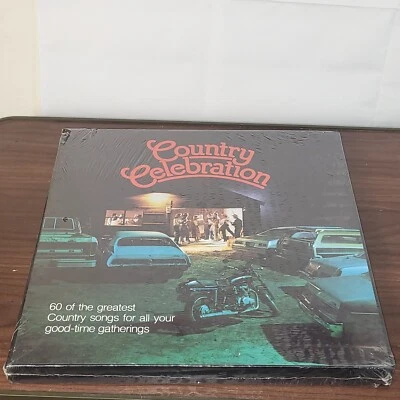 Country
Celebration
60 of the greatest
Country songs for all your
good-time gatherings